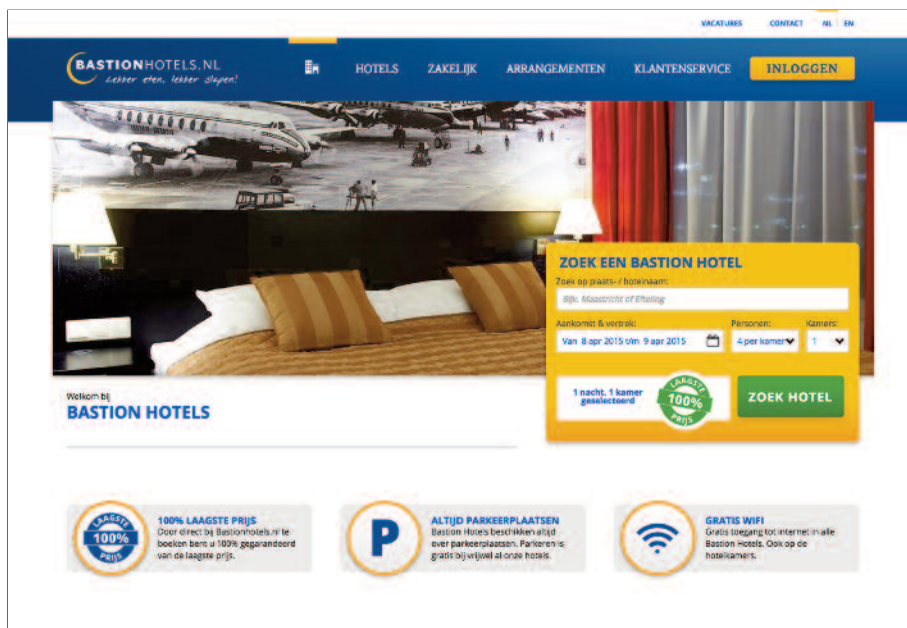 VACATURES CONTACT NL EN
BASTIONHOTELS.NL
Lekker eten, lekker slapen!
HOTELS ZAKELIJK ARRANGEMENTEN KLANTENSERVICE INLOGGEN
ZOEK EEN BASTION HOTEL
Zoek op plaats- / hotelnaam:
Bijv. Maastricht of Efteling
Aankomst & vertrek: Personen: Kamers:
Van 8 apr 2015 t/m 9 apr 2015 4 per kamer 1
1 nacht, 1 kamer
geselecteerd
LAAGSTE
100%
PRIJS
ZOEK HOTEL
Welkom bij
BASTION HOTELS
LAAGSTE
100%
PRIJS
100% LAAGSTE PRIJS
Door direct bij Bastionhotels.nl te
boeken bent u 100% gegarandeerd
van de laagste prijs.
P
ALTIJD PARKEERPLAATSEN
Bastion Hotels beschikken altijd
over parkeerplaatsen. Parkeren is
gratis bij vrijwel al onze hotels.
GRATIS WIFI
Gratis toegang tot internet in alle
Bastion Hotels. Ook op de
hotelkamers.